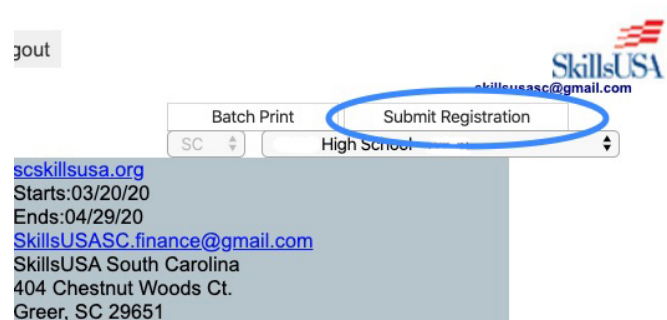 gout
SkillsUSA
skillsusasc@gmail.com
Batch Print Submit Registration
SC High School
scskillsusa.org
Starts:03/20/20
Ends:04/29/20
SkillsUSASC.finance@gmail.com
SkillsUSA South Carolina
404 Chestnut Woods Ct.
Greer, SC 29651